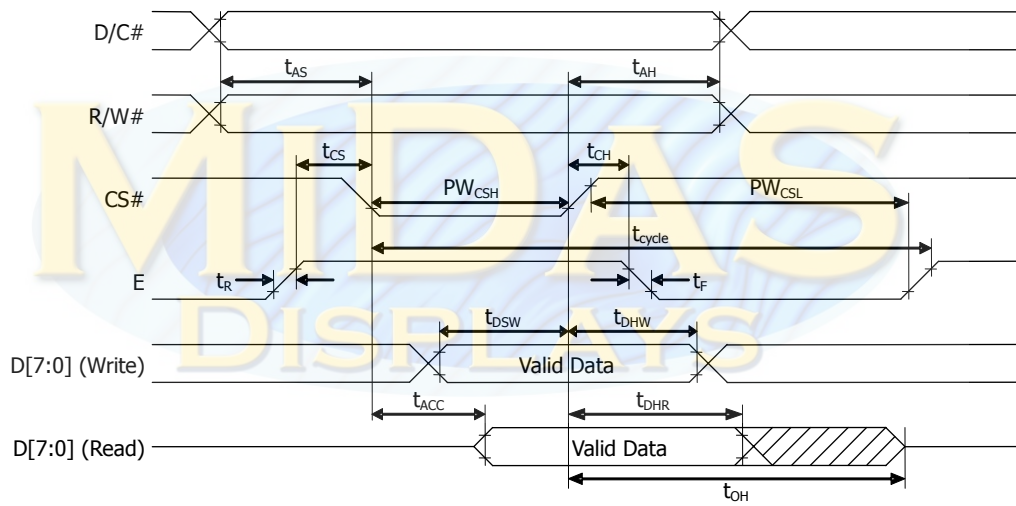 D/C#
tAS
tAH
R/W#
tCS
tCH
CS#
PWCSH
PWCSL
tcycle
E
tR
tF
tDSW
tDHW
D[7:0] (Write)
Valid Data
tACC
tDHR
D[7:0] (Read)
Valid Data
tOH
MIDAS
DISPLAYS